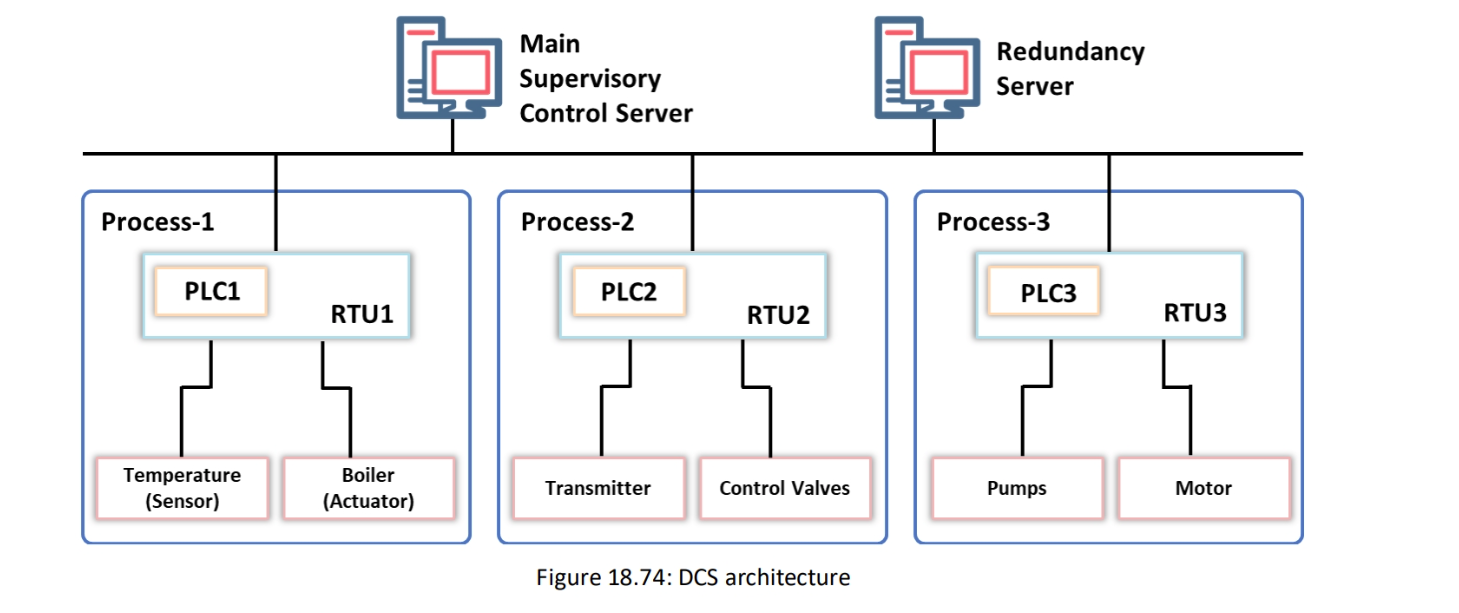 Main
Supervisory
Control Server
Redundancy
Server
Process-1
PLC1
RTU1
Temperature
(Sensor)
Boiler
(Actuator)
Process-2
PLC2
RTU2
Transmitter
Control Valves
Process-3
PLC3
RTU3
Pumps
Motor
Figure 18.74: DCS architecture